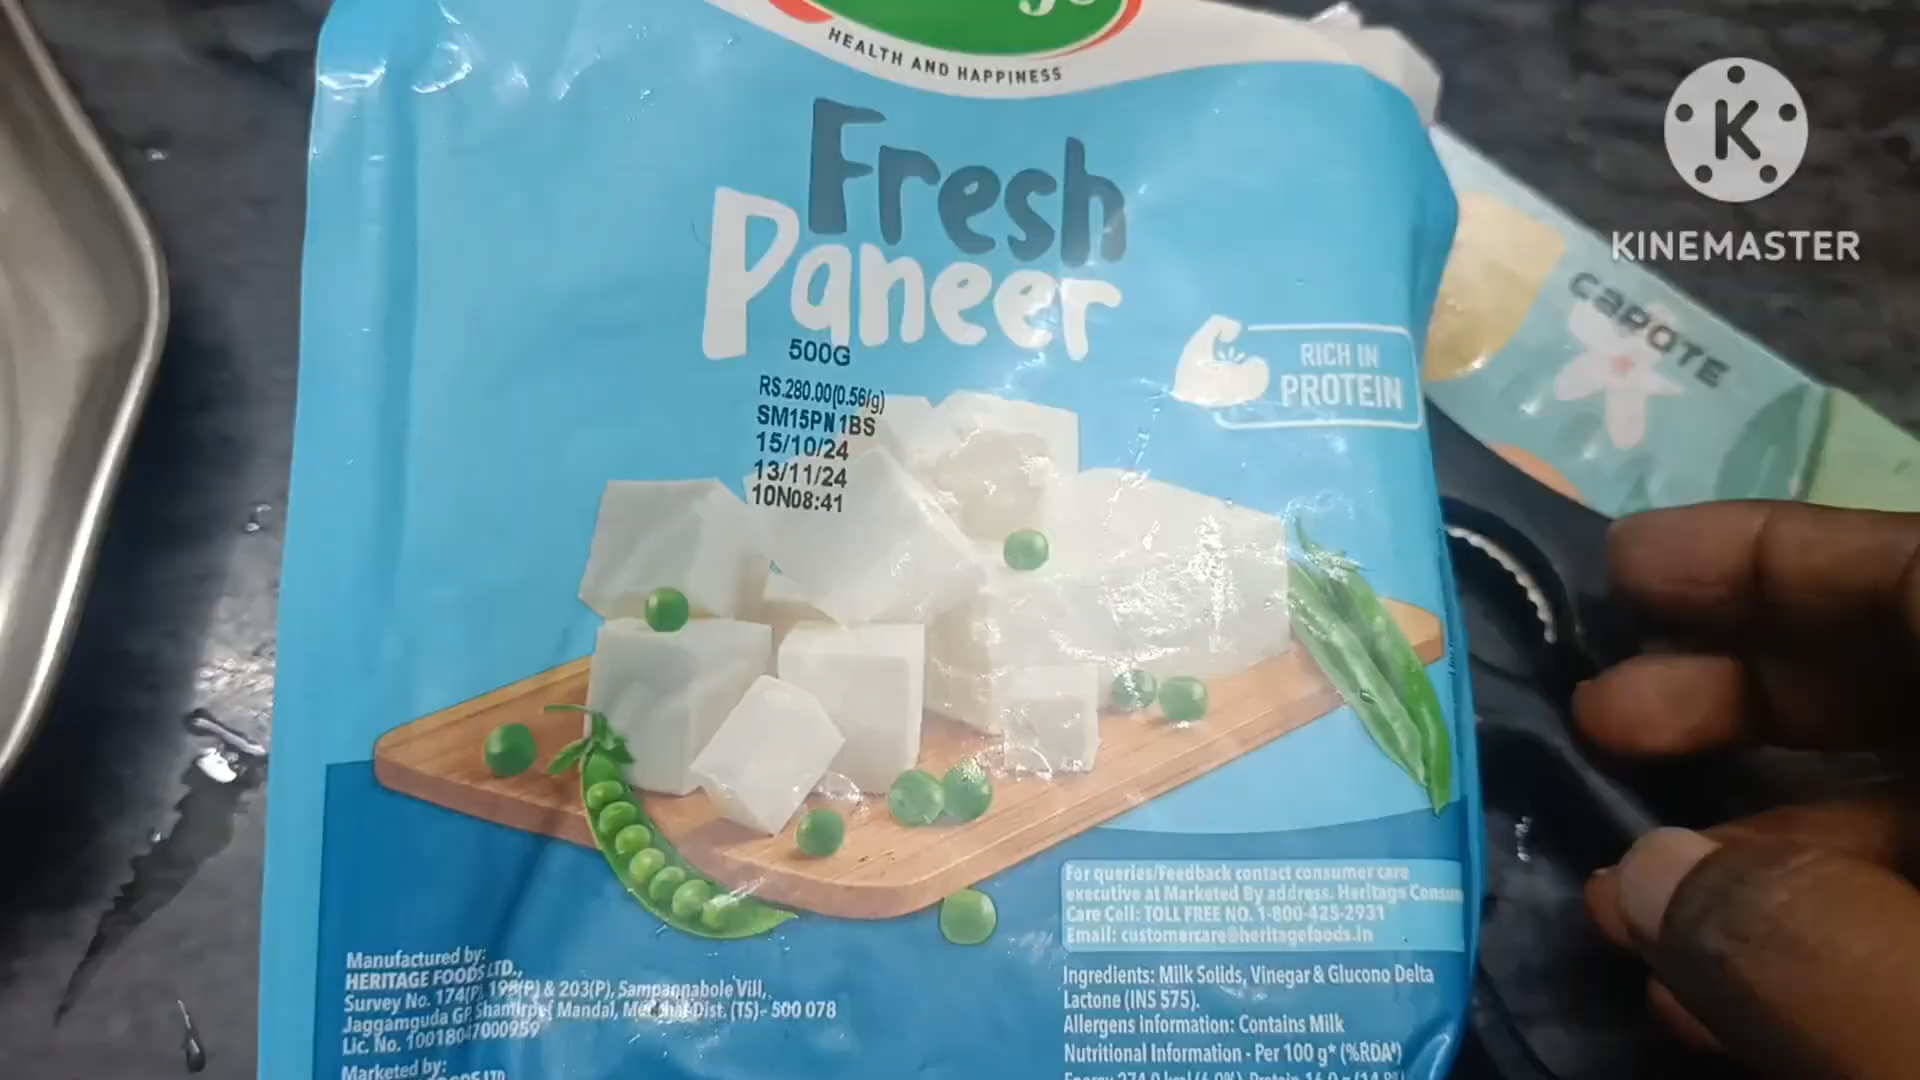 HEALTH AND HAPPINESS
Fresh
Paneer
500G
RS.280.00(0.56/g)
SM15PN1BS
15/10/24
13/11/24
10N08:41
RICH IN
PROTEIN
KINEMASTER
CAPOTE
For queries/Feedback contact consumer care
executive at Marketed By address. Heritage
Care Cell: TOLL FREE NO. 1-800-425-2931
Email: customercare@heritagefoods.in
Manufactured by:
HERITAGE FOODS LTD.,
Survey No. 174(P), 198(P) & 203(P), Sampannabole Vill,
Jaggamguda GP, Shamirpet Mandal, Medchal Dist. (TS)- 500 078
Lic. No. 10018047000959
Marketed by:
Ingredients: Milk Solids, Vinegar & Glucono Delta
Lactone (INS 575).
Allergens information: Contains Milk
Nutritional Information - Per 100 g* (%RDA#)